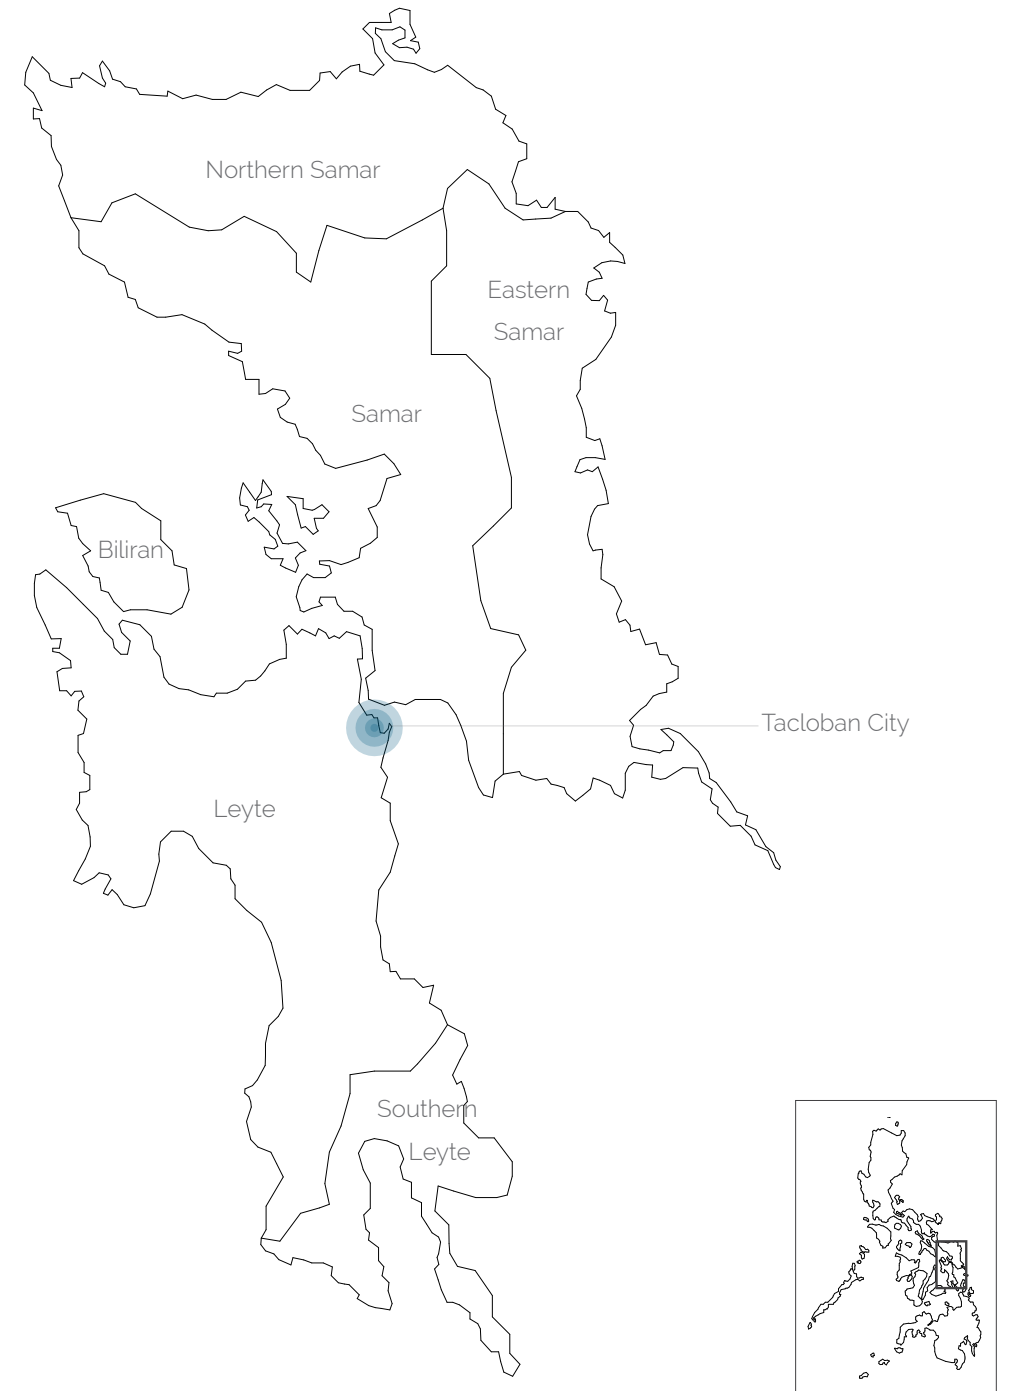 Northern Samar
Eastern
Samar
Samar
Biliran
Tacloban City
Leyte
Southern
Leyte